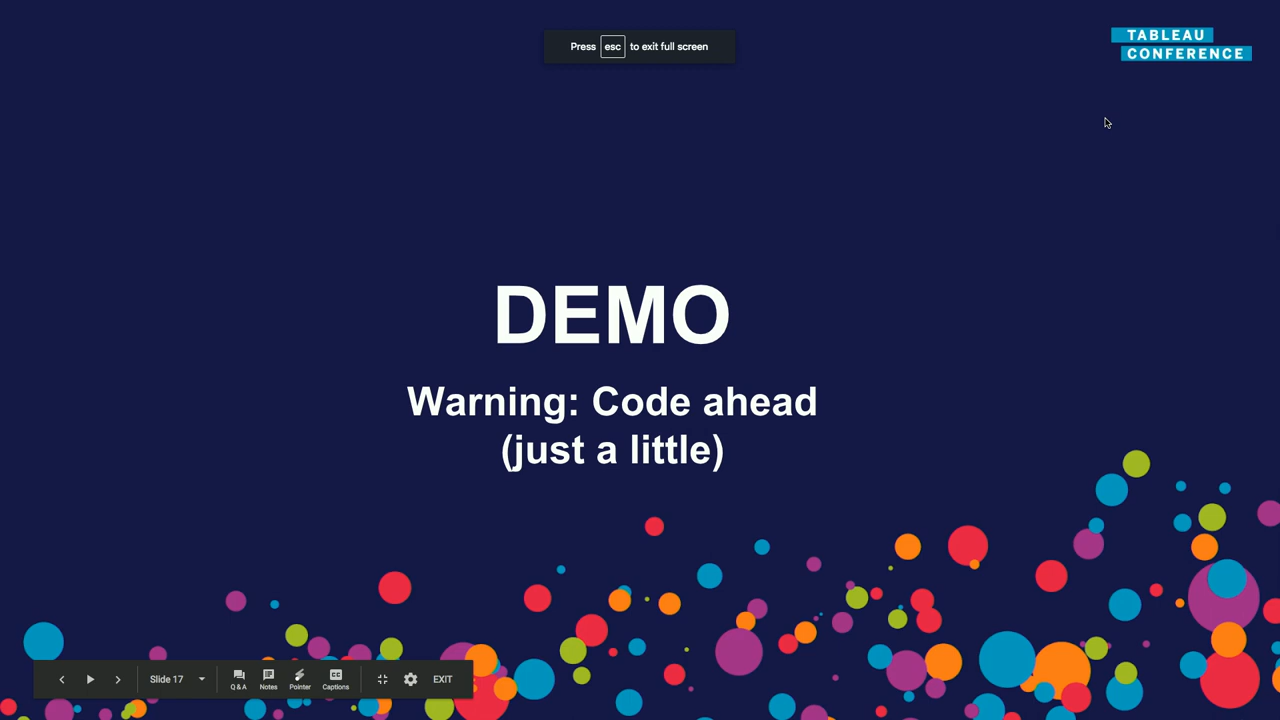 TABLEAU
CONFERENCE
Press esc to exit full screen
DEMO
Warning: Code ahead
(just a little)
Slide 17
Q & A
Notes
Pointer
Captions
EXIT